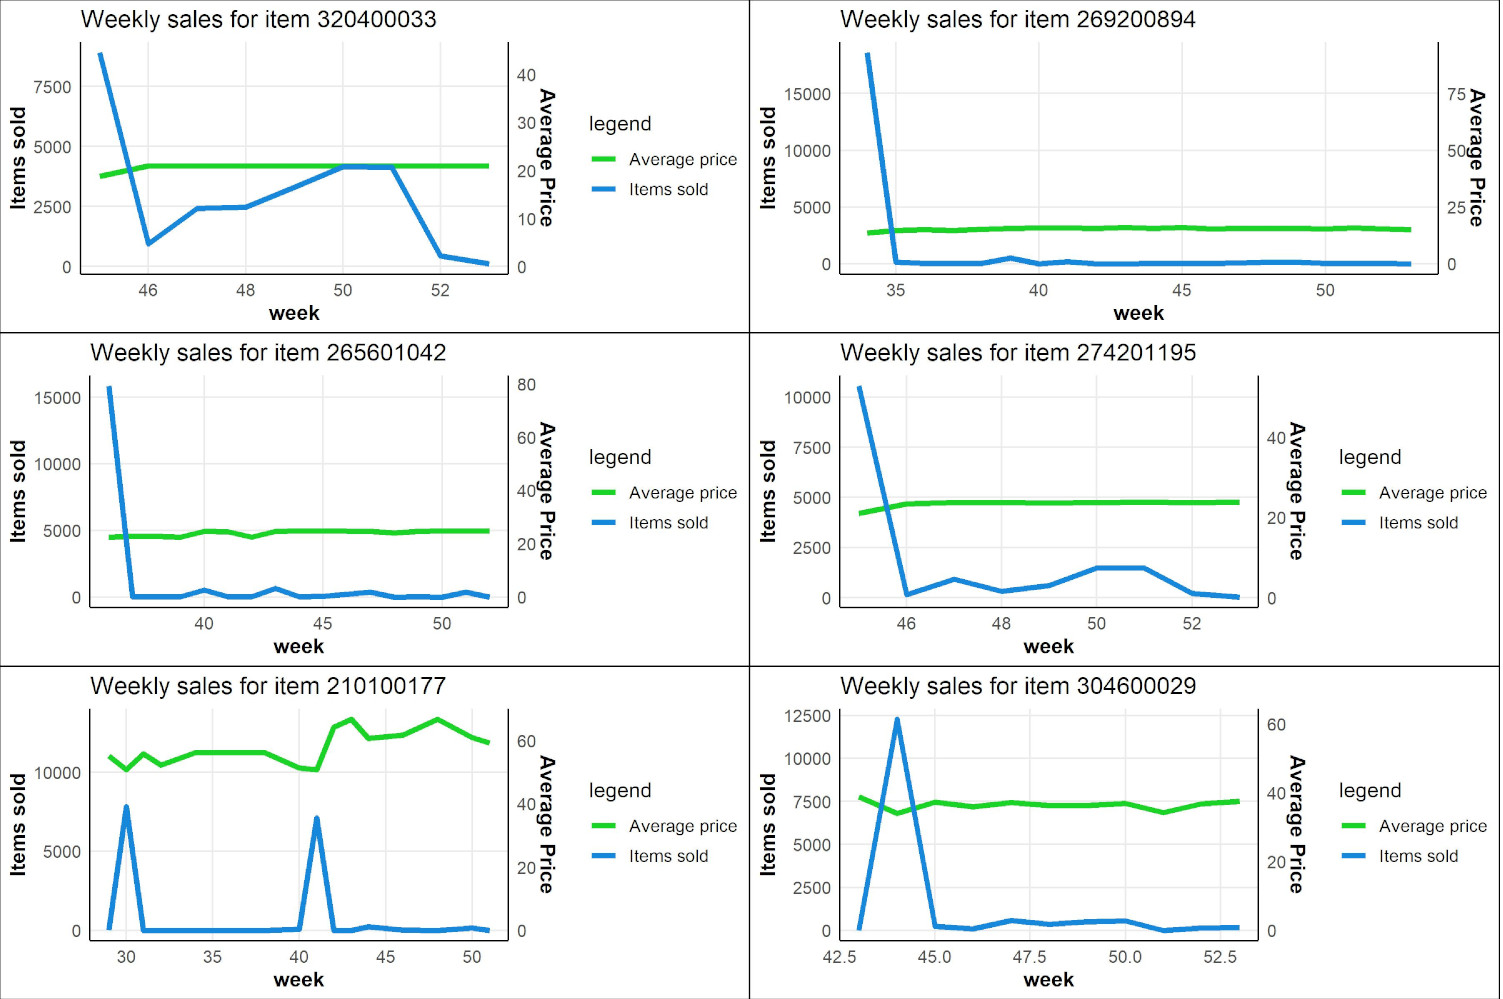 Weekly sales for item 320400033
Items sold
7500
5000
2500
0
40
30
20
10
0
Average Price
46 48 50 52
week
legend
Average price
Items sold
Weekly sales for item 269200894
Items sold
15000
10000
5000
0
75
50
25
0
Average Price
35 40 45 50
week
Weekly sales for item 265601042
Items sold
15000
10000
5000
0
80
60
40
20
0
Average Price
40 45 50
week
legend
Average price
Items sold
Weekly sales for item 274201195
Items sold
10000
7500
5000
2500
0
40
20
0
Average Price
46 48 50 52
week
legend
Average price
Items sold
Weekly sales for item 210100177
Items sold
10000
5000
0
60
40
20
0
Average Price
30 35 40 45 50
week
legend
Average price
Items sold
Weekly sales for item 304600029
Items sold
12500
10000
7500
5000
2500
0
60
40
20
0
Average Price
42.5 45.0 47.5 50.0 52.5
week
legend
Average price
Items sold